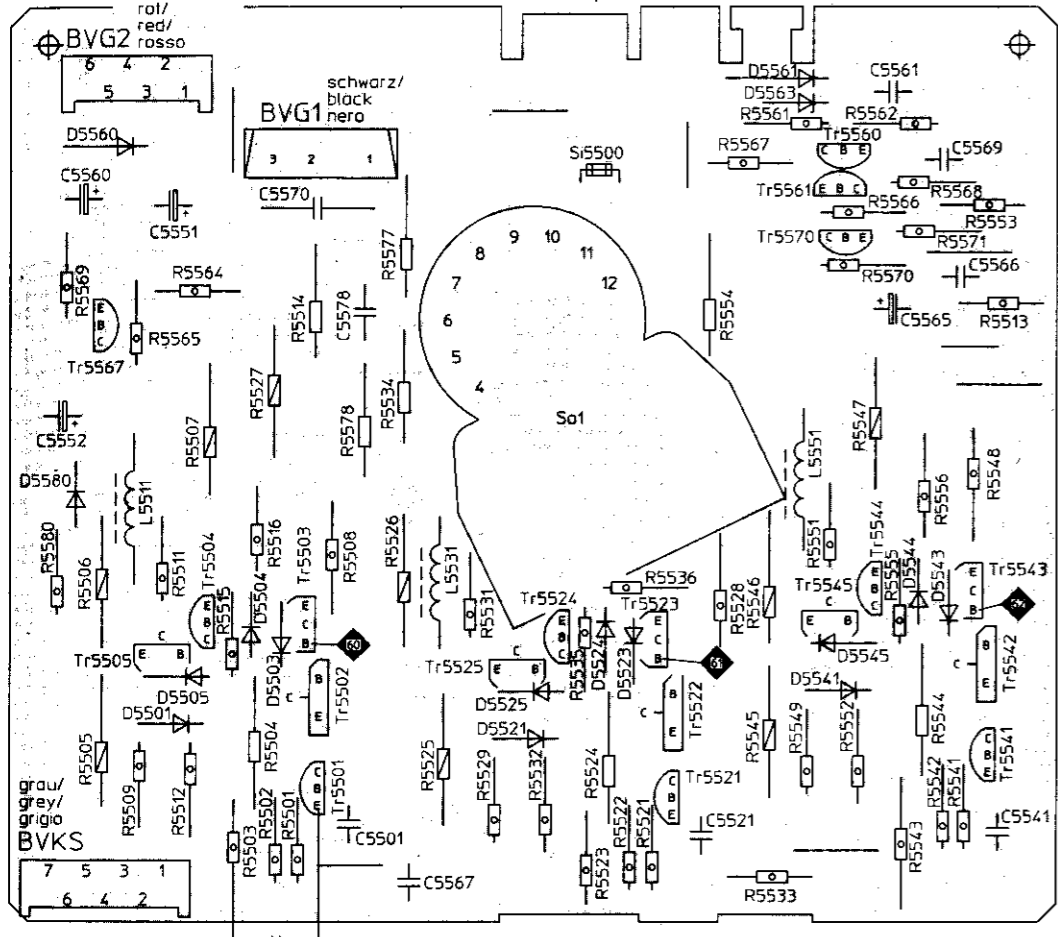 rot/
red/
rosso
BVG2
6 4 2
5 3 1
schwarz/
black
nero
BVG1
3 2 1
D5560
C5560
C5551
C5570
Si5500
D5561
D5563
C5561
R5561
R5562
Tr5560
C B E
R5567
C5569
Tr5561
E B C
R5568
R5566
R5553
Tr5570
C B E
R5571
R5570
C5566
C5565
R5513
R5569
R5564
E B C
Tr5567
R5565
R5514
C5578
R5577
9 10
8 11
7 12
6
5
4
Sa1
R5554
C5552
R5507
R5527
R5578
R5534
R5547
L5551
R5556
R5548
D5580
L5511
R5580
R5506
R5511
Tr5504
R5516
Tr5503
R5508
R5526
L5531
R5531
R5536
R5528
R5546
R5551
Tr5544
D5544
D5543
Tr5543
R5555
Tr5545
E B C
R5515
D5504
E C B
60
D5503
Tr5505
C
E B
D5505
D5501
R5505
R5509
R5512
R5504
C B E
Tr5502
Tr5524
E B C
Tr5523
E C B
61
R5535
D5524
D5523
Tr5525
C
E B
D5525
D5521
C B E
Tr5522
C
E B
D5545
E B C
E C B
62
Tr5542
C B E
D5541
R5545
R5549
R5552
R5544
Tr5541
C B E
R5525
R5529
R5532
R5524
Tr5521
C B E
R5522
R5521
C5521
R5523
R5542
R5541
C5541
R5543
R5533
grau/
grey/
grigio
BVKS
7 5 3 1
6 4 2
R5503
R5502
R5501
Tr5501
C B E
C5501
C5567